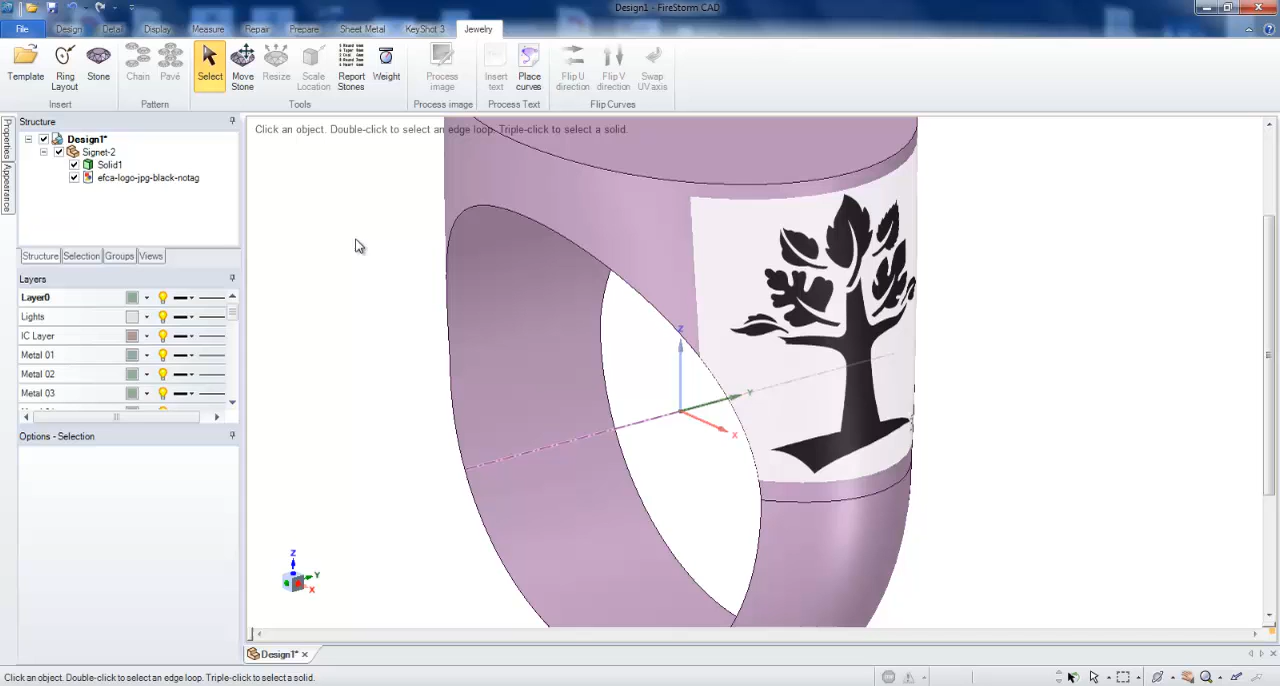 Design1 - FireStorm CAD
File Design Detail Display Measure Repair Prepare Sheet Metal KeyShot 3 Jewelry
Template Ring Layout Stone Chain Pavé Select Move Stone Resize Scale Location Report Stones Weight Process image Insert text Place curves Flip U direction Flip V direction Swap UV axis
Insert Pattern Tools Process image Process Text Flip Curves
Properties
Appearance
Structure
Design1*
Signet-2
Solid1
efca-logo-jpg-black-notag
Structure Selection Groups Views
Layers
Layer0
Lights
IC Layer
Metal 01
Metal 02
Metal 03
Options - Selection
Click an object. Double-click to select an edge loop. Triple-click to select a solid.
Z
Y
X
Z
Y
X
Design1*
Click an object. Double-click to select an edge loop. Triple-click to select a solid.